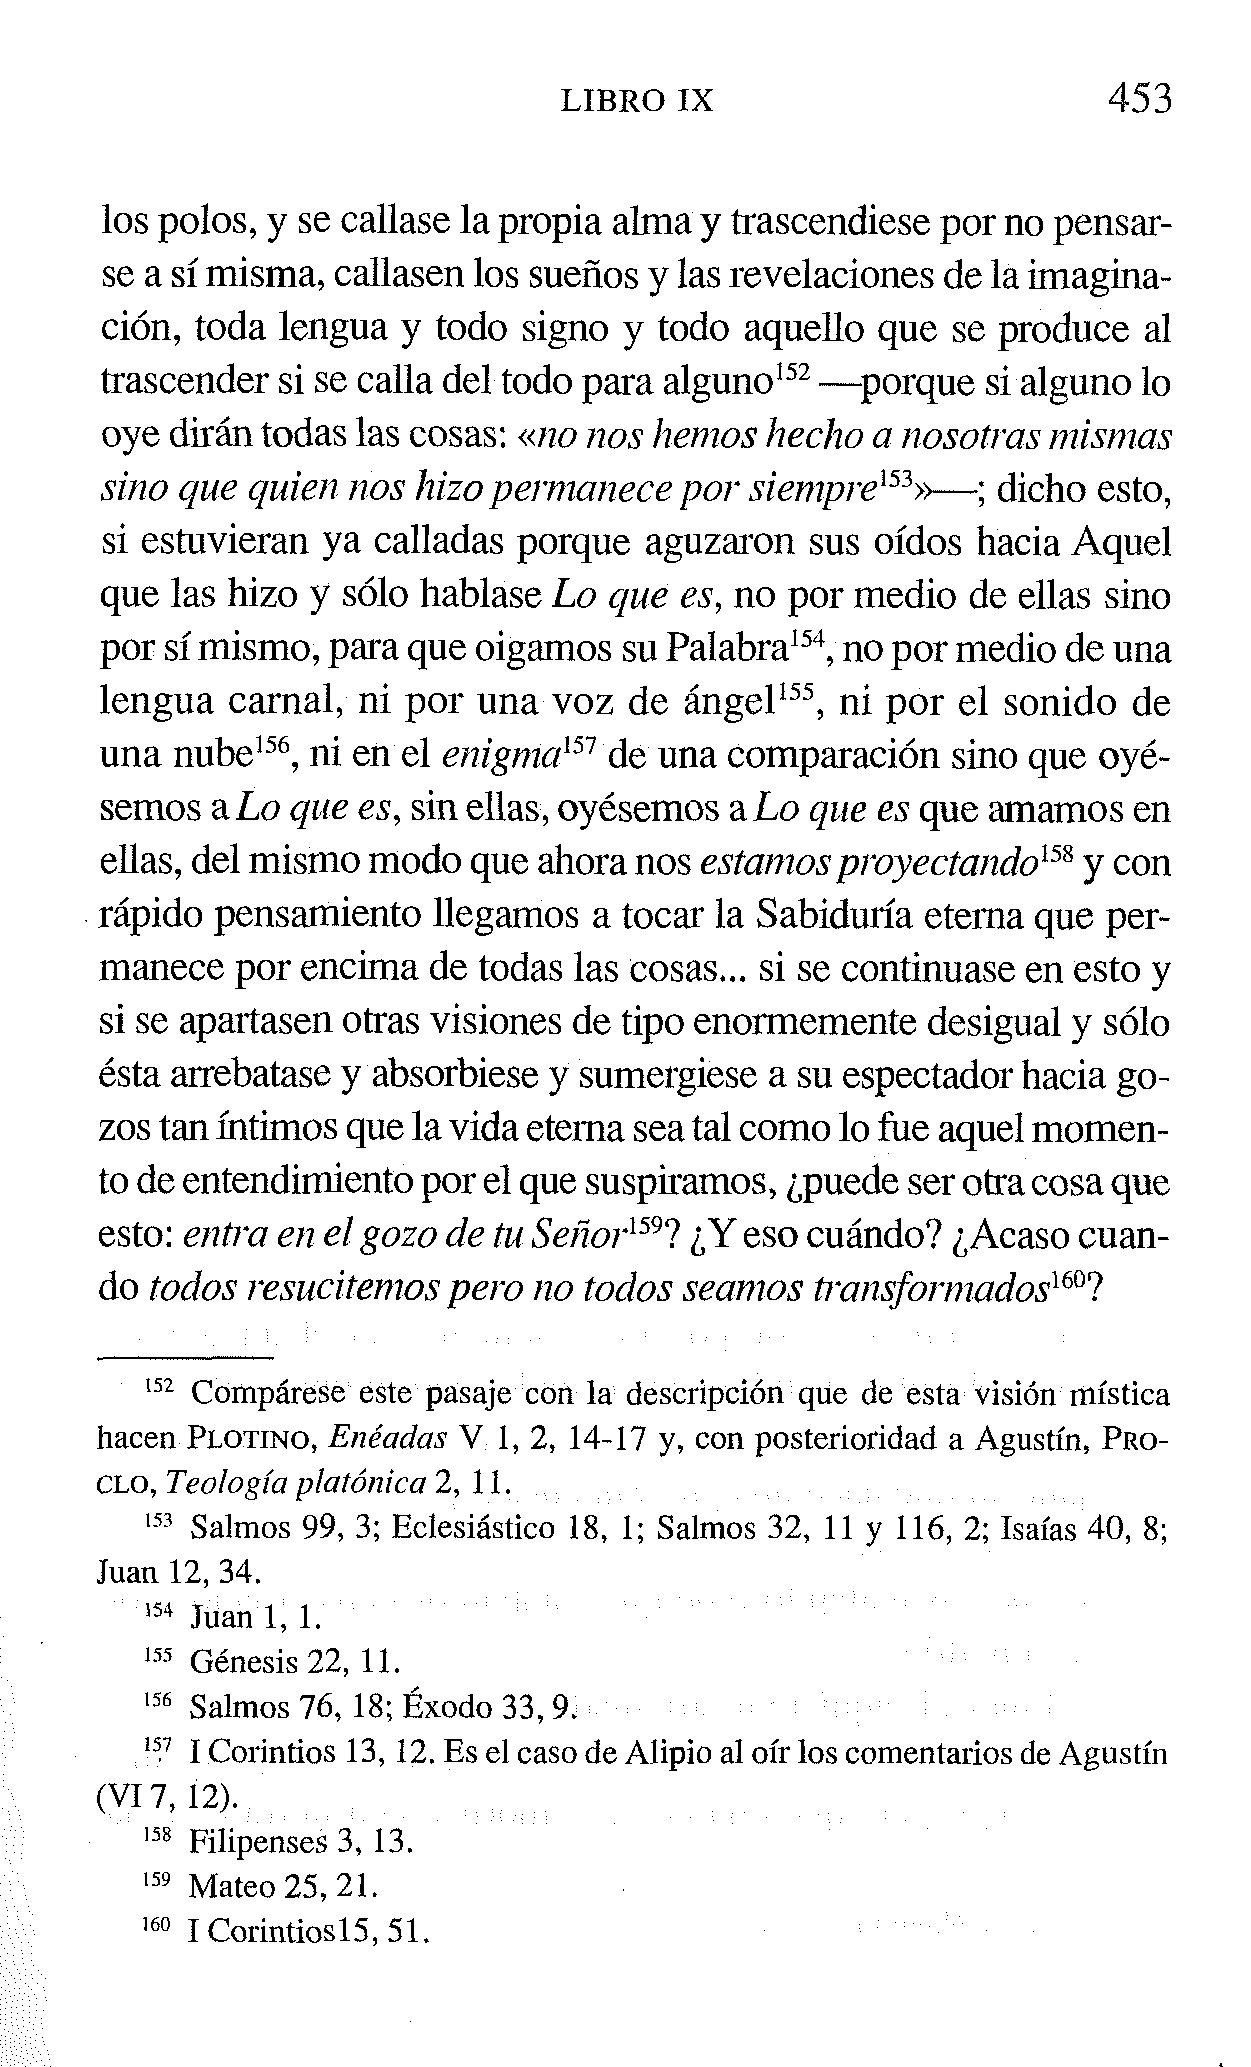 LIBRO IX 453
los polos, y se callase la propia alma y trascendiese por no pensar-
se a sí misma, callasen los sueños y las revelaciones de la imagina-
ción, toda lengua y todo signo y todo aquello que se produce al
trascender si se calla del todo para alguno¹⁵² —porque si alguno lo
oye dirán todas las cosas: «no nos hemos hecho a nosotras mismas
sino que quien nos hizo permanece por siempre¹⁵³»—; dicho esto,
si estuvieran ya calladas porque aguzaron sus oídos hacia Aquel
que las hizo y sólo hablase Lo que es, no por medio de ellas sino
por sí mismo, para que oigamos su Palabra¹⁵⁴, no por medio de una
lengua carnal, ni por una voz de ángel¹⁵⁵, ni por el sonido de
una nube¹⁵⁶, ni en el enigma¹⁵⁷ de una comparación sino que oyé-
semos a Lo que es, sin ellas, oyésemos a Lo que es que amamos en
ellas, del mismo modo que ahora nos estamos proyectando¹⁵⁸ y con
rápido pensamiento llegamos a tocar la Sabiduría eterna que per-
manece por encima de todas las cosas... si se continuase en esto y
si se apartasen otras visiones de tipo enormemente desigual y sólo
ésta arrebatase y absorbiese y sumergiese a su espectador hacia go-
zos tan íntimos que la vida eterna sea tal como lo fue aquel momen-
to de entendimiento por el que suspiramos, ¿puede ser otra cosa que
esto: entra en el gozo de tu Señor¹⁵⁹? ¿Y eso cuándo? ¿Acaso cuan-
do todos resucitemos pero no todos seamos transformados¹⁶⁰?
¹⁵² Compárese este pasaje con la descripción que de esta visión mística
hacen PLOTINO, Enéadas V 1, 2, 14-17 y, con posterioridad a Agustín, PRO-
CLO, Teología platónica 2, 11.
¹⁵³ Salmos 99, 3; Eclesiástico 18, 1; Salmos 32, 11 y 116, 2; Isaías 40, 8;
Juan 12, 34.
¹⁵⁴ Juan 1, 1.
¹⁵⁵ Génesis 22, 11.
¹⁵⁶ Salmos 76, 18; Éxodo 33, 9.
¹⁵⁷ I Corintios 13, 12. Es el caso de Alipio al oír los comentarios de Agustín
(VI 7, 12).
¹⁵⁸ Filipenses 3, 13.
¹⁵⁹ Mateo 25, 21.
¹⁶⁰ I Corintios15, 51.